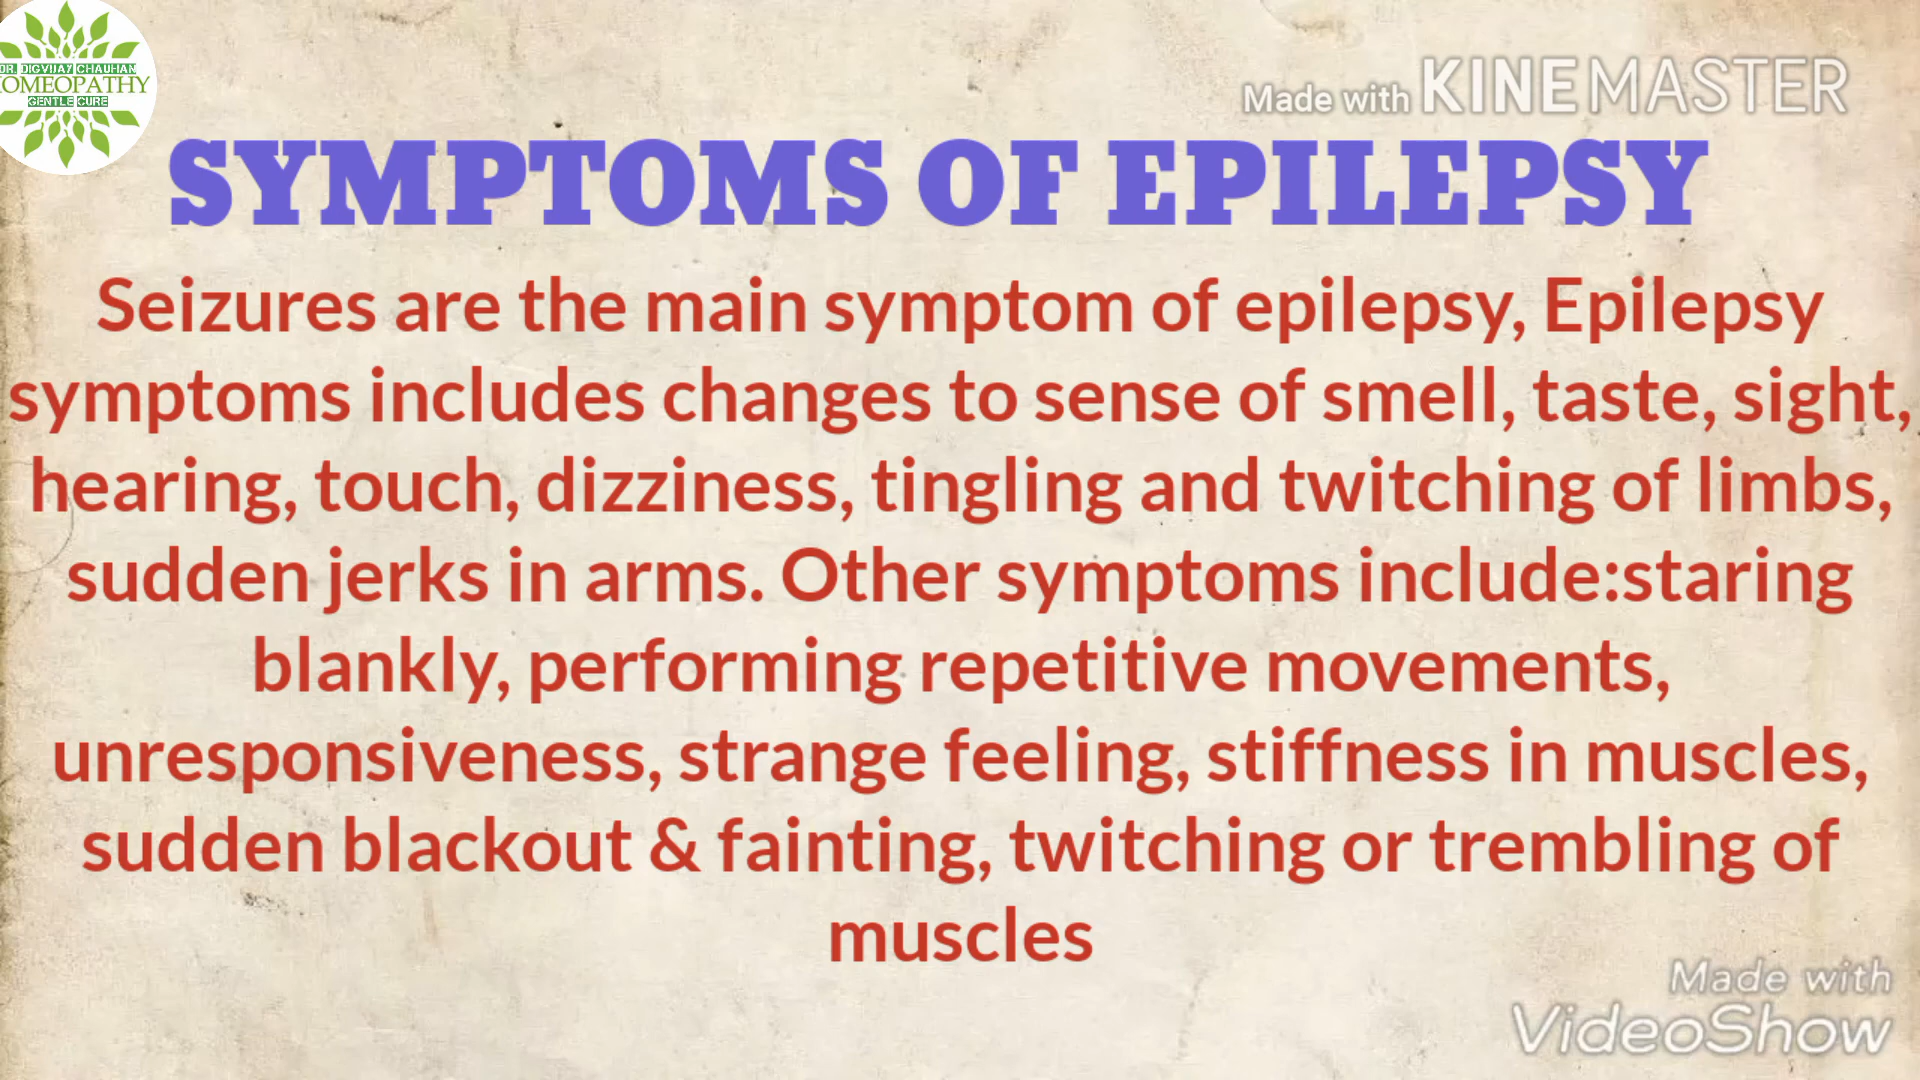 DR. DIGVIJAY CHAUHAN
HOMEOPATHY
GENTLE CURE
Made with KINEMASTER
SYMPTOMS OF EPILEPSY
Seizures are the main symptom of epilepsy, Epilepsy
symptoms includes changes to sense of smell, taste, sight,
hearing, touch, dizziness, tingling and twitching of limbs,
sudden jerks in arms. Other symptoms include:staring
blankly, performing repetitive movements,
unresponsiveness, strange feeling, stiffness in muscles,
sudden blackout & fainting, twitching or trembling of
muscles
Made with
VideoShow